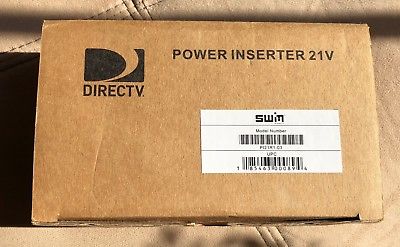 POWER INSERTER 21V
DIRECTV
swim
Model Number
PI21R1-03
UPC